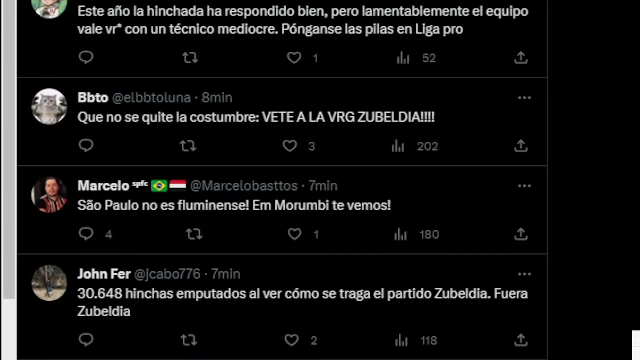 Este año la hinchada ha respondido bien, pero lamentablemente el equipo
vale vr* con un técnico mediocre. Pónganse las pilas en Liga pro
1 52
Bbto @elbbtoluna · 8min
Que no se quite la costumbre: VETE A LA VRG ZUBELDIA!!!!
3 202
Marcelo ˢᵖᶠᶜ @Marcelobasttos · 7min
São Paulo no es fluminense! Em Morumbi te vemos!
4 1 180
John Fer @jcabo776 · 7min
30.648 hinchas emputados al ver cómo se traga el partido Zubeldia. Fuera
Zubeldia
2 118